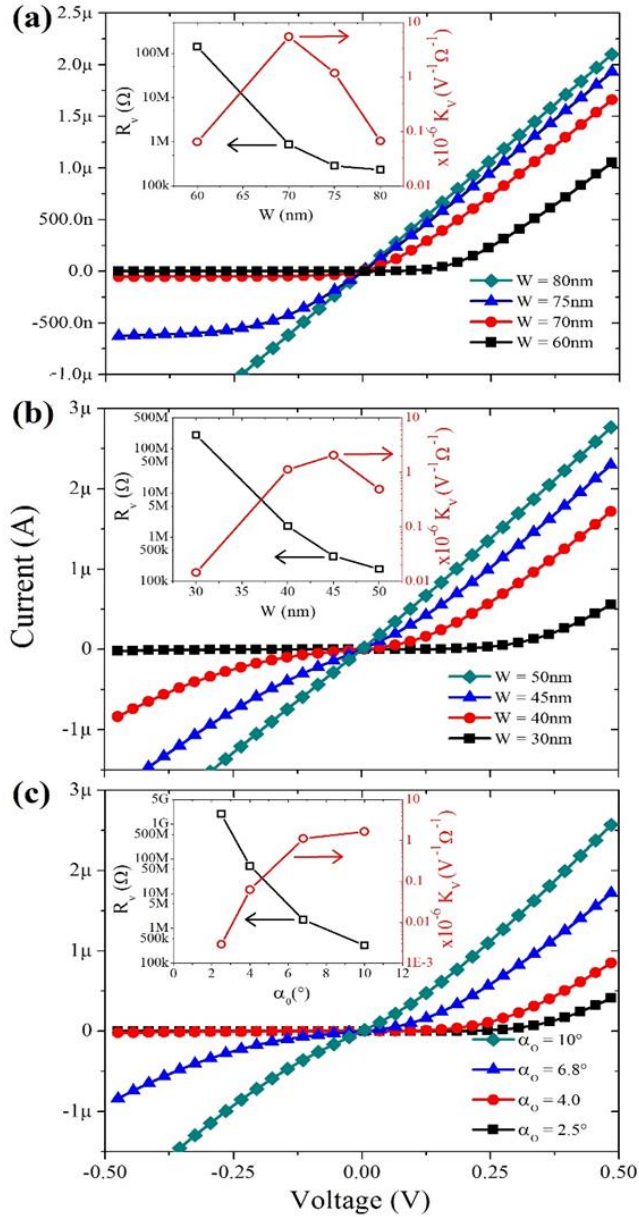 (a)
2.5μ
2.0μ
1.5μ
1.0μ
500.0n
0.0
-500.0n
-1.0μ
100M
10M
1M
100k
R_v (Ω)
60 65 70 75 80
W (nm)
10
1
0.1
0.01
x10⁻⁶ K_V (V⁻¹Ω⁻¹)
W = 80nm
W = 75nm
W = 70nm
W = 60nm
(b)
3μ
2μ
1μ
0
-1μ
500M
100M
50M
10M
5M
1M
500k
100k
R_v (Ω)
30 35 40 45 50
W (nm)
10
1
0.1
0.01
x10⁻⁶ K_V (V⁻¹Ω⁻¹)
W = 50nm
W = 45nm
W = 40nm
W = 30nm
Current (A)
(c)
3μ
2μ
1μ
0
-1μ
5G
1G
500M
100M
50M
10M
5M
1M
500k
100k
R_v (Ω)
0 2 4 6 8 10 12
α₀(°)
10
1
0.1
0.01
1E-3
x10⁻⁶ K_V (V⁻¹Ω⁻¹)
α_O = 10°
α_O = 6.8°
α_O = 4.0
α_O = 2.5°
-0.50 -0.25 0.00 0.25 0.50
Voltage (V)